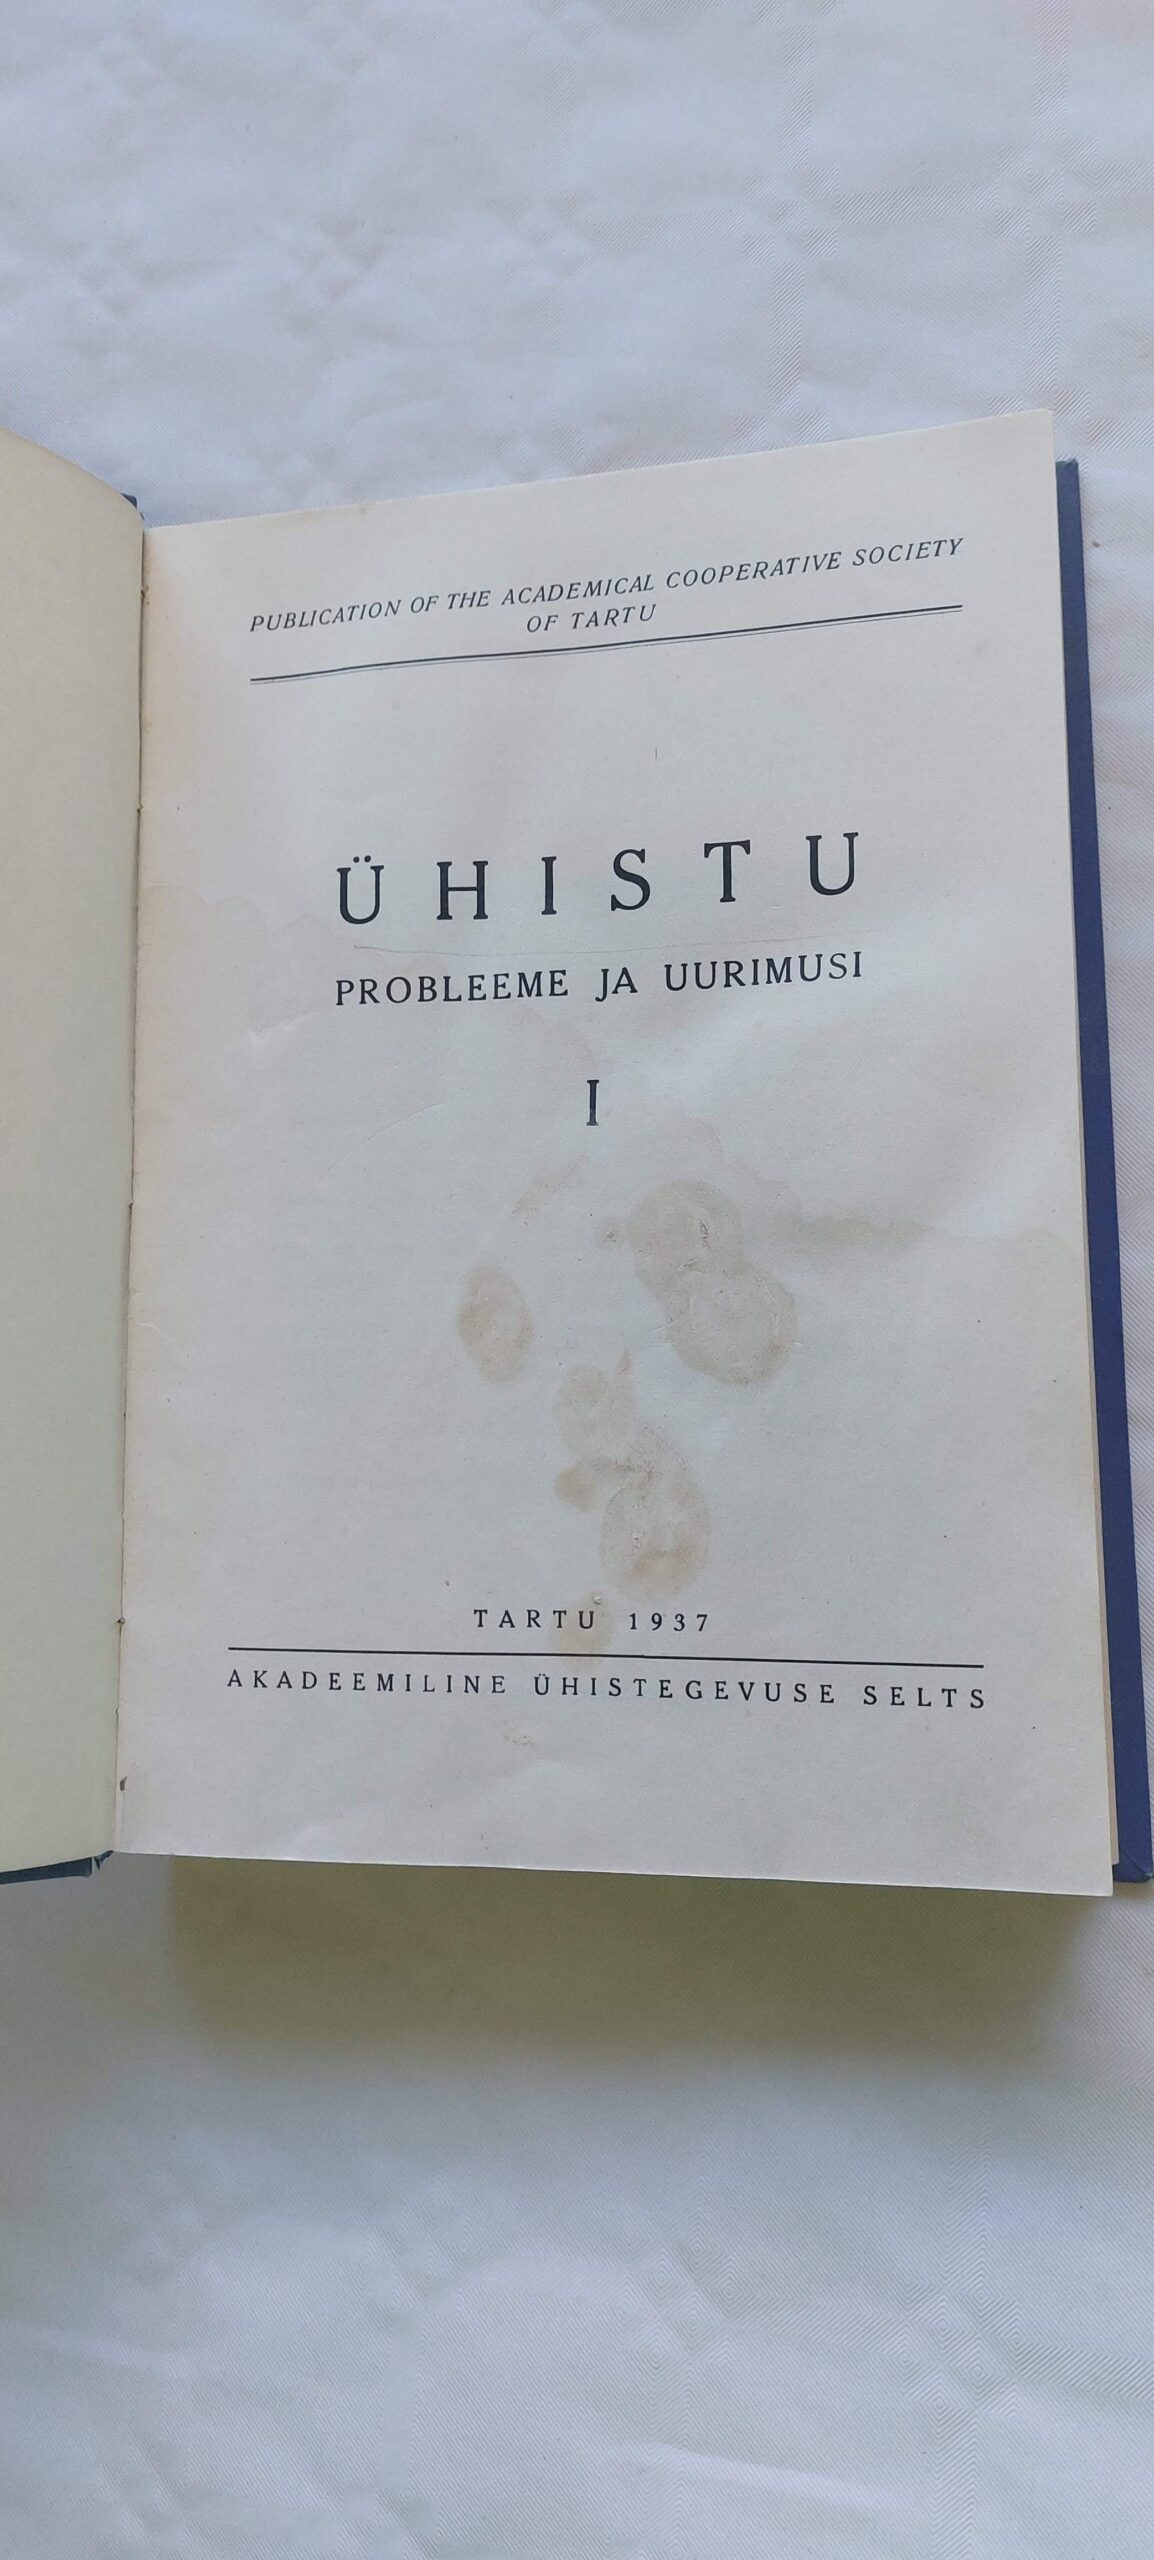 PUBLICATION OF THE ACADEMICAL COOPERATIVE SOCIETY
OF TARTU
ÜHISTU
PROBLEEME JA UURIMUSI
I
TARTU 1937
AKADEEMILINE ÜHISTEGEVUSE SELTS